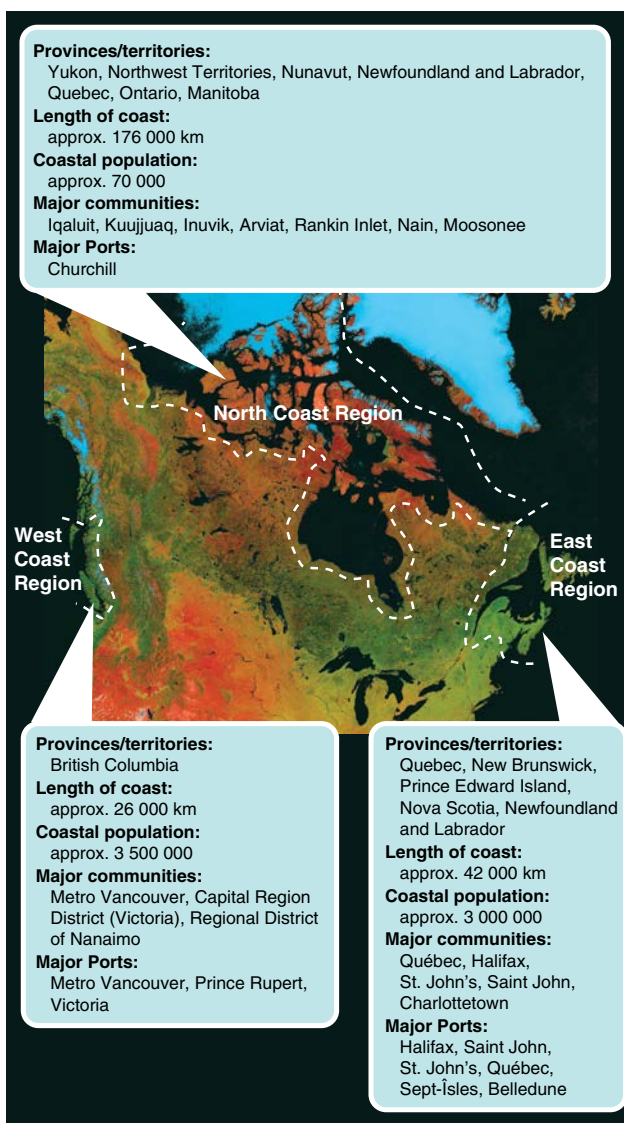 Provinces/territories:
Yukon, Northwest Territories, Nunavut, Newfoundland and Labrador,
Quebec, Ontario, Manitoba
Length of coast:
approx. 176 000 km
Coastal population:
approx. 70 000
Major communities:
Iqaluit, Kuujjuaq, Inuvik, Arviat, Rankin Inlet, Nain, Moosonee
Major Ports:
Churchill
North Coast Region
West
Coast
Region
East
Coast
Region
Provinces/territories:
British Columbia
Length of coast:
approx. 26 000 km
Coastal population:
approx. 3 500 000
Major communities:
Metro Vancouver, Capital Region
District (Victoria), Regional District
of Nanaimo
Major Ports:
Metro Vancouver, Prince Rupert,
Victoria
Provinces/territories:
Quebec, New Brunswick,
Prince Edward Island,
Nova Scotia, Newfoundland
and Labrador
Length of coast:
approx. 42 000 km
Coastal population:
approx. 3 000 000
Major communities:
Québec, Halifax,
St. John's, Saint John,
Charlottetown
Major Ports:
Halifax, Saint John,
St. John's, Québec,
Sept-Îsles, Belledune